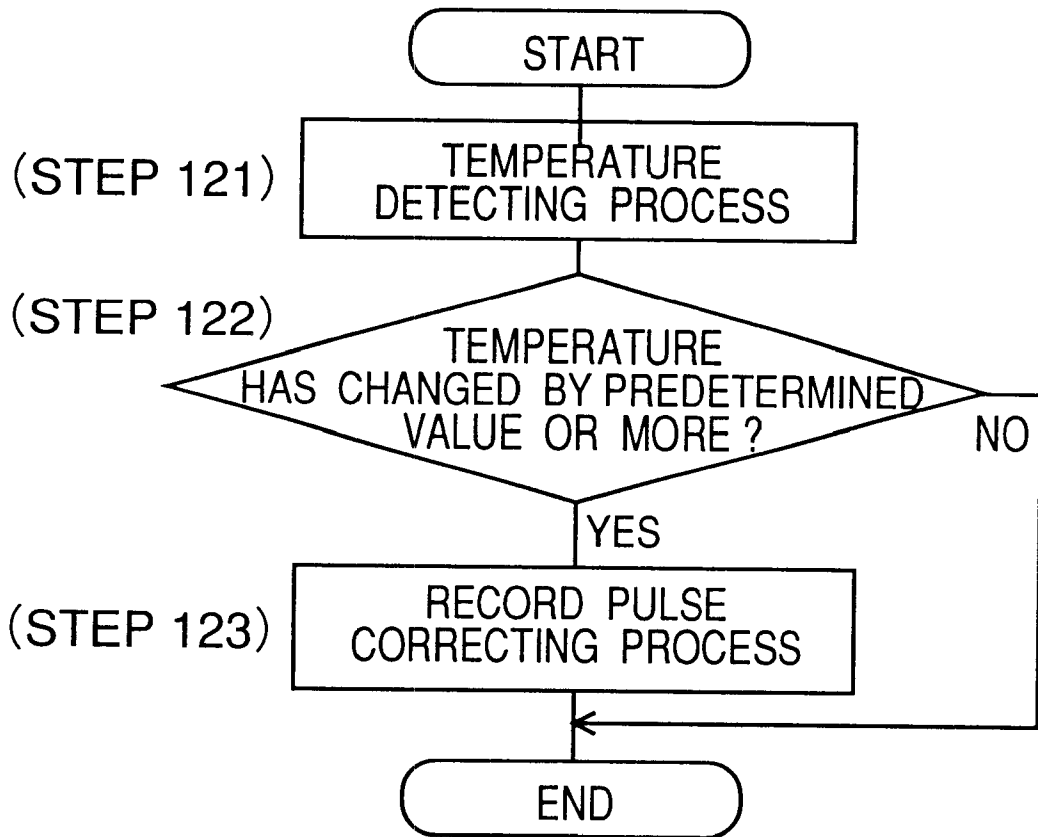 START
(STEP 121)
TEMPERATURE
DETECTING PROCESS
(STEP 122)
TEMPERATURE
HAS CHANGED BY PREDETERMINED
VALUE OR MORE ?
NO
YES
(STEP 123)
RECORD PULSE
CORRECTING PROCESS
END